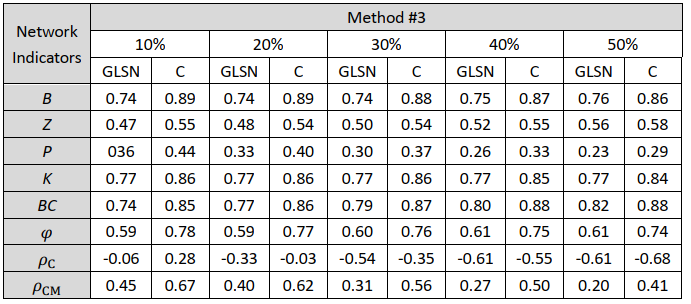 Network Indicators Method #3
10% 20% 30% 40% 50%
GLSN C GLSN C GLSN C GLSN C GLSN C
B 0.74 0.89 0.74 0.89 0.74 0.88 0.75 0.87 0.76 0.86
Z 0.47 0.55 0.48 0.54 0.50 0.54 0.52 0.55 0.56 0.58
P 036 0.44 0.33 0.40 0.30 0.37 0.26 0.33 0.23 0.29
K 0.77 0.86 0.77 0.86 0.77 0.86 0.77 0.85 0.77 0.84
BC 0.74 0.85 0.77 0.86 0.79 0.87 0.80 0.88 0.82 0.88
φ 0.59 0.78 0.59 0.77 0.60 0.76 0.61 0.75 0.61 0.74
ρC -0.06 0.28 -0.33 -0.03 -0.54 -0.35 -0.61 -0.55 -0.61 -0.68
ρCM 0.45 0.67 0.40 0.62 0.31 0.56 0.27 0.50 0.20 0.41